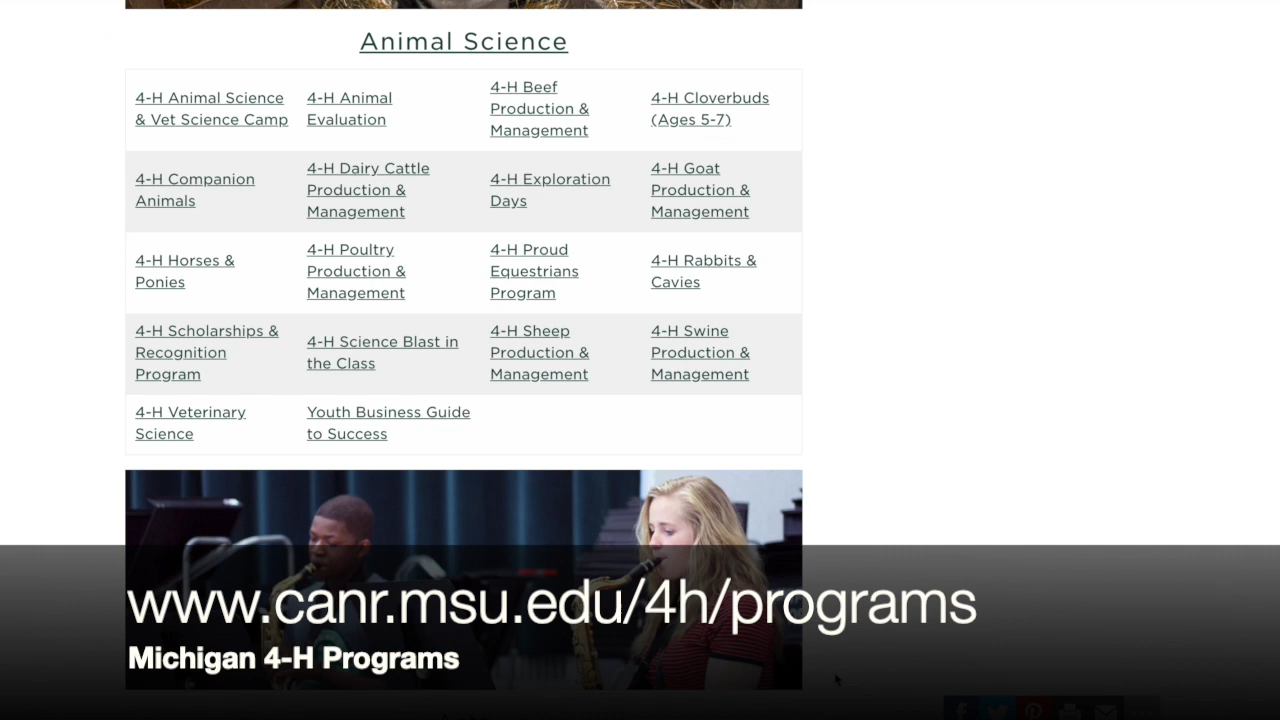 Animal Science
4-H Animal Science
& Vet Science Camp
4-H Animal
Evaluation
4-H Beef
Production &
Management
4-H Cloverbuds
(Ages 5-7)
4-H Companion
Animals
4-H Dairy Cattle
Production &
Management
4-H Exploration
Days
4-H Goat
Production &
Management
4-H Horses &
Ponies
4-H Poultry
Production &
Management
4-H Proud
Equestrians
Program
4-H Rabbits &
Cavies
4-H Scholarships &
Recognition
Program
4-H Science Blast in
the Class
4-H Sheep
Production &
Management
4-H Swine
Production &
Management
4-H Veterinary
Science
Youth Business Guide
to Success
www.canr.msu.edu/4h/programs
Michigan 4-H Programs